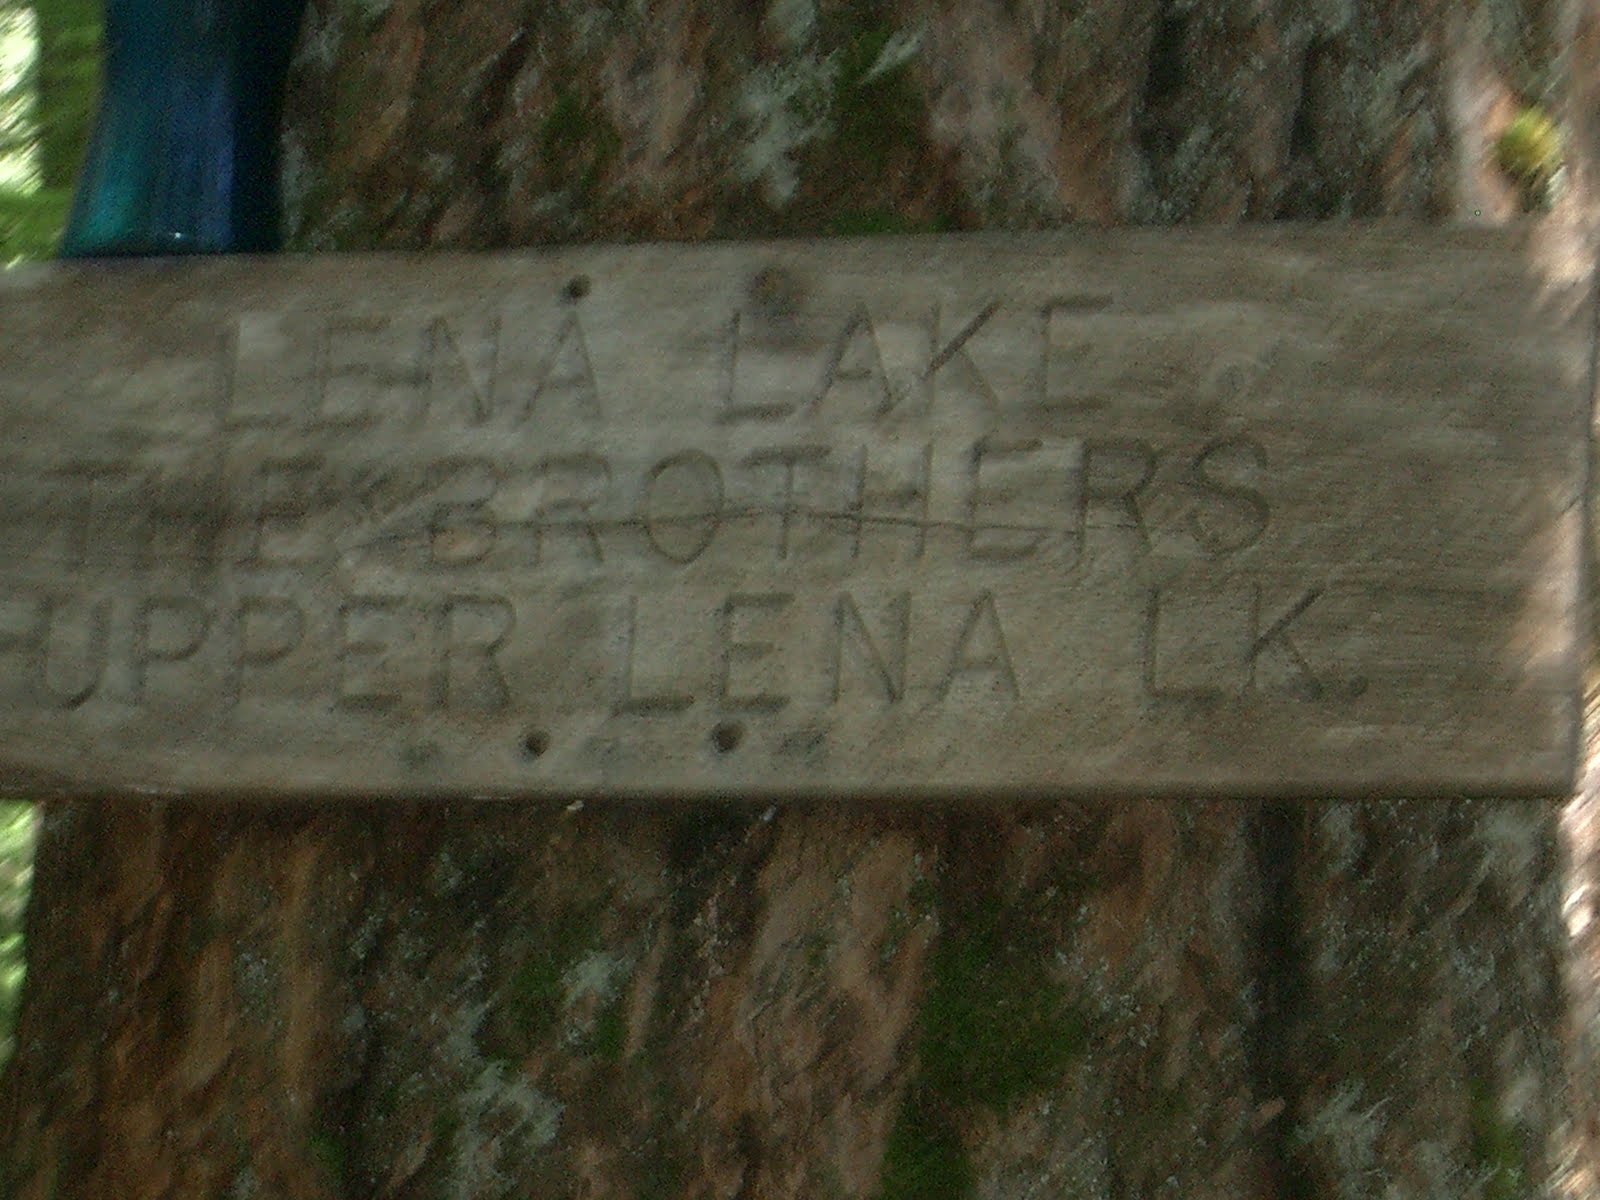 LENA LAKE
THE BROTHERS
UPPER LENA LK.